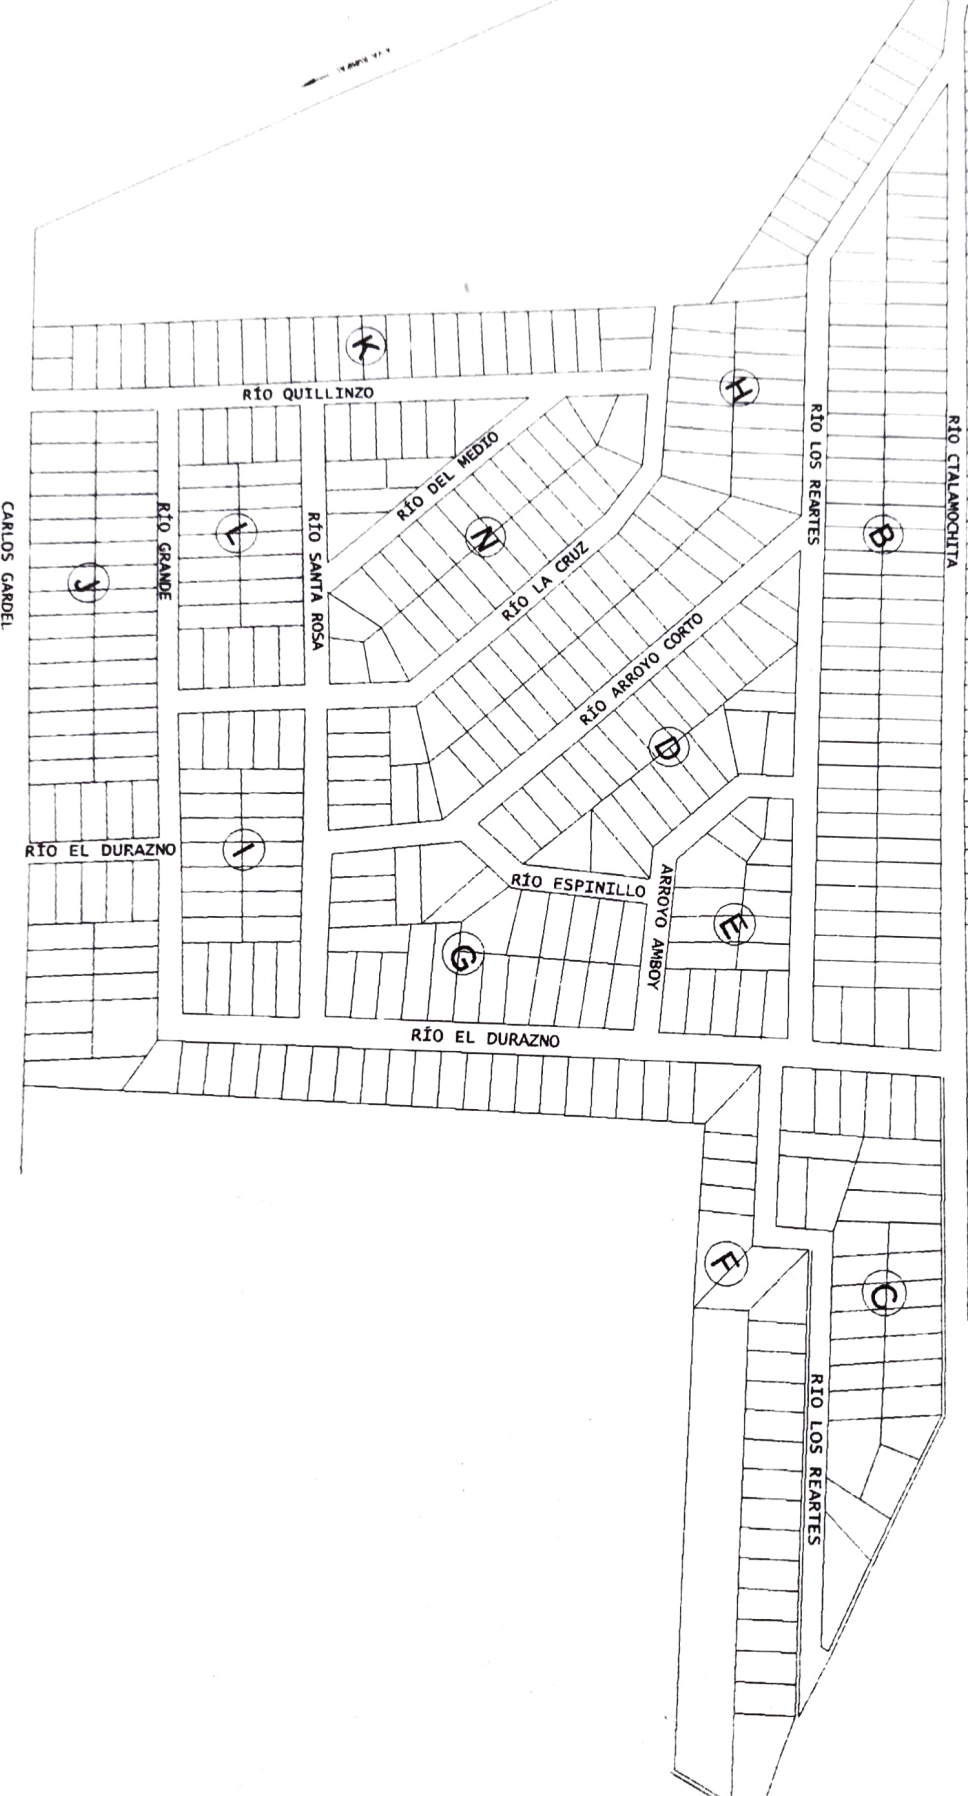 K
RÍO QUILLINZO
H
RÍO LOS REARTES
RÍO CTALAMOCHITA
B
RÍO DEL MEDIO
N
L
RÍO GRANDE
RÍO SANTA ROSA
CARLOS GARDEL
J
RÍO LA CRUZ
RÍO ARROYO CORTO
D
RÍO EL DURAZNO
I
RÍO ESPINILLO
ARROYO AMBOY
E
G
RÍO EL DURAZNO
F
C
RIO LOS REARTES